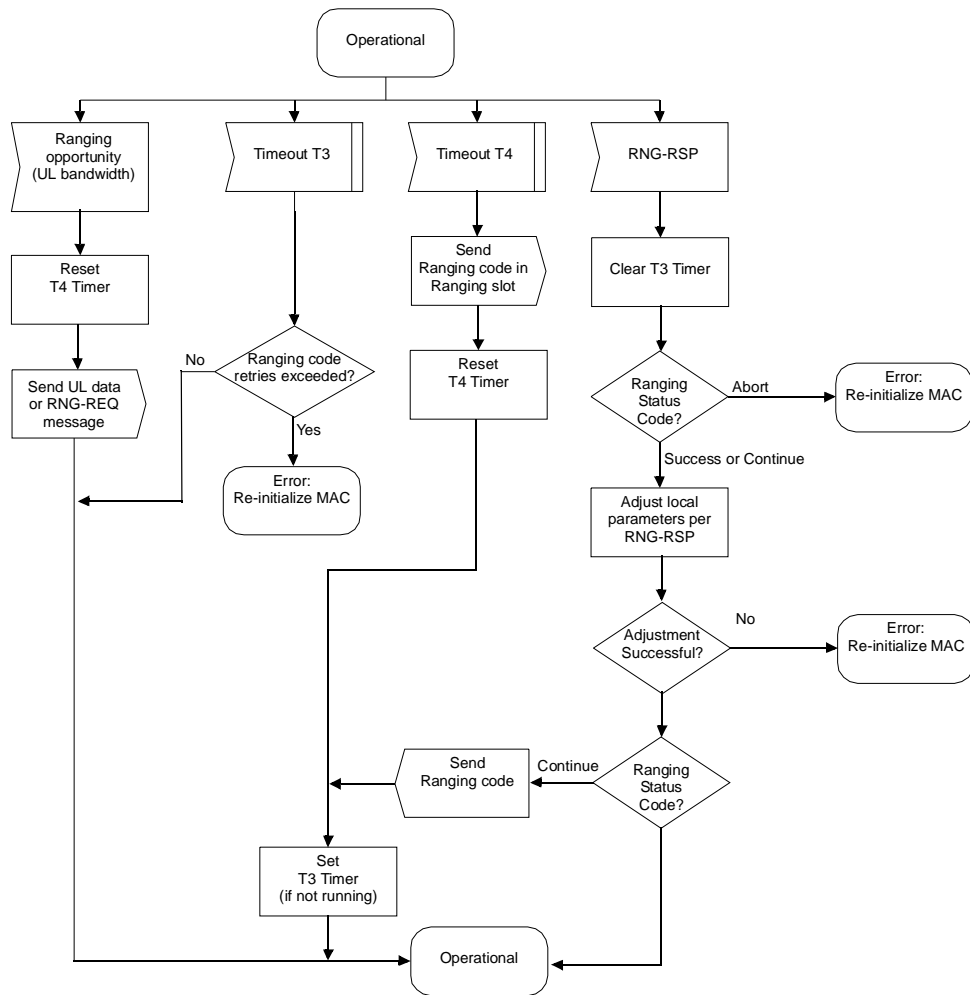 Operational
Ranging
opportunity
(UL bandwidth)
Timeout T3
Timeout T4
RNG-RSP
Reset
T4 Timer
Send
Ranging code in
Ranging slot
Clear T3 Timer
Send UL data
or RNG-REQ
message
No
Ranging code
retries exceeded?
Yes
Error:
Re-initialize MAC
Reset
T4 Timer
Ranging
Status
Code?
Abort
Error:
Re-initialize MAC
Success or Continue
Adjust local
parameters per
RNG-RSP
Adjustment
Successful?
No
Error:
Re-initialize MAC
Send
Ranging code
Continue
Ranging
Status
Code?
Set
T3 Timer
(if not running)
Operational